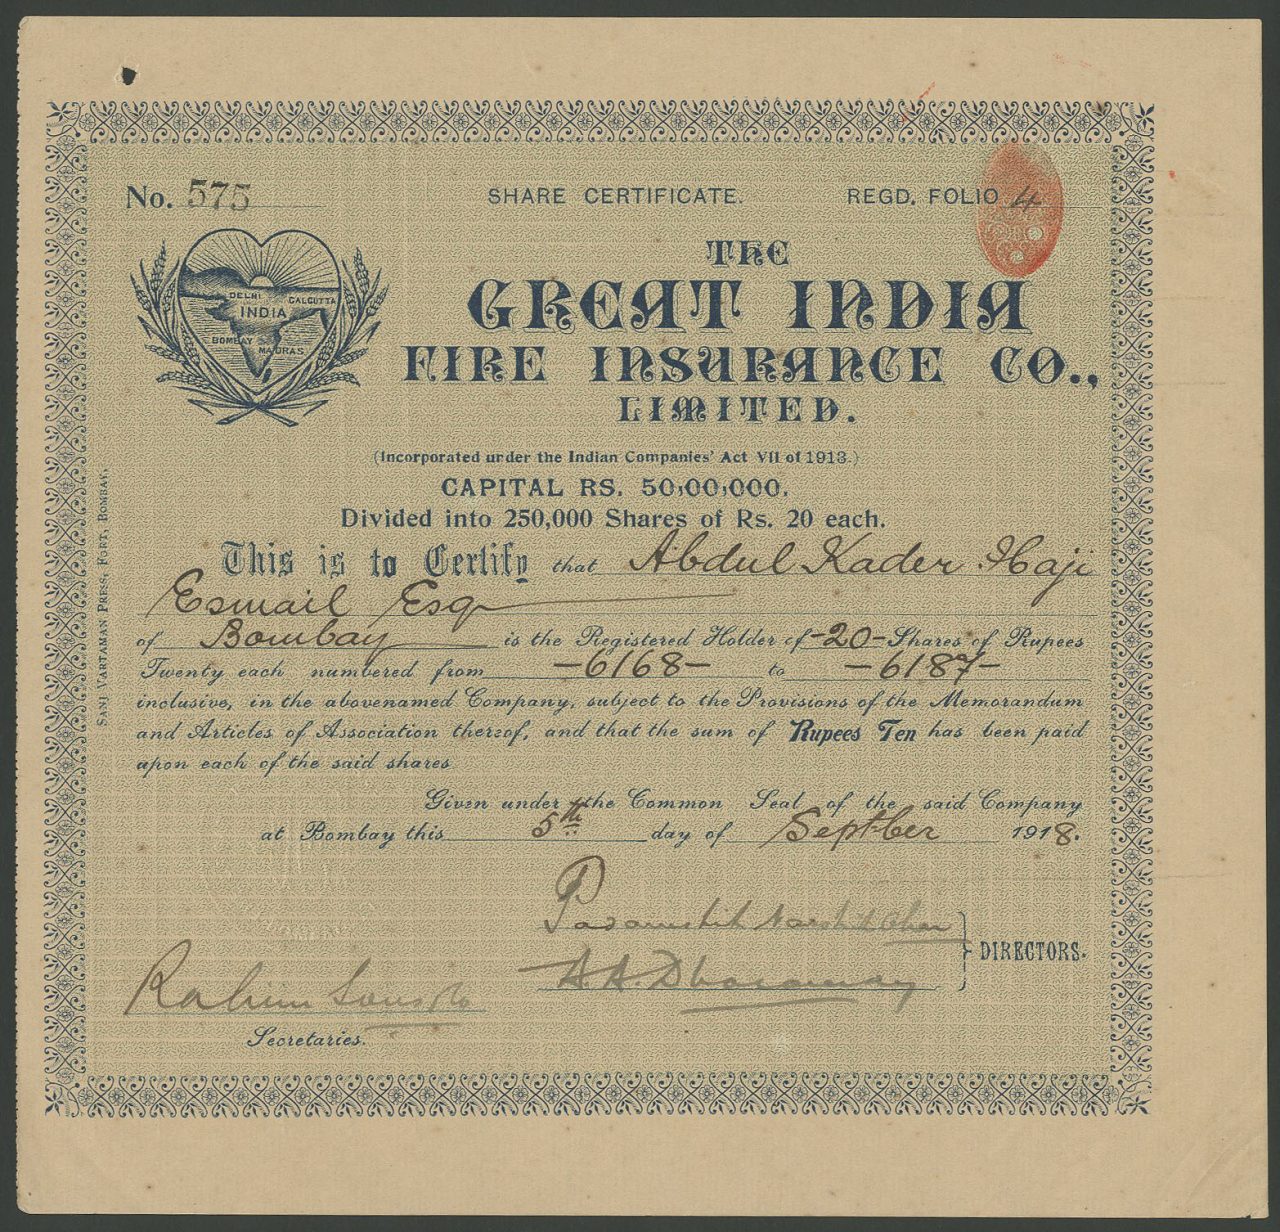 No. 575 SHARE CERTIFICATE. REGD. FOLIO 4
THE
GREAT INDIA
FIRE INSURANCE CO.,
LIMITED.
DELHI CALCUTTA
INDIA
BOMBAY MADRAS
(Incorporated under the Indian Companies' Act VII of 1913.)
CAPITAL RS. 50,00,000.
Divided into 250,000 Shares of Rs. 20 each.
This is to Certify that Abdul Kader Haji
Esmail Esqr
of Bombay is the Registered Holder of -20- Shares of Rupees
Twenty each numbered from -6168- to -6187-
inclusive, in the abovenamed Company, subject to the Provisions of the Memorandum
and Articles of Association thereof, and that the sum of Rupees Ten has been paid
upon each of the said shares
Given under the Common Seal of the said Company
at Bombay this 5th day of Septber 1918.
DIRECTORS.
A. A. 
Rahim
Secretaries.
SANJ VARTAMAN PRESS, FORT, BOMBAY.